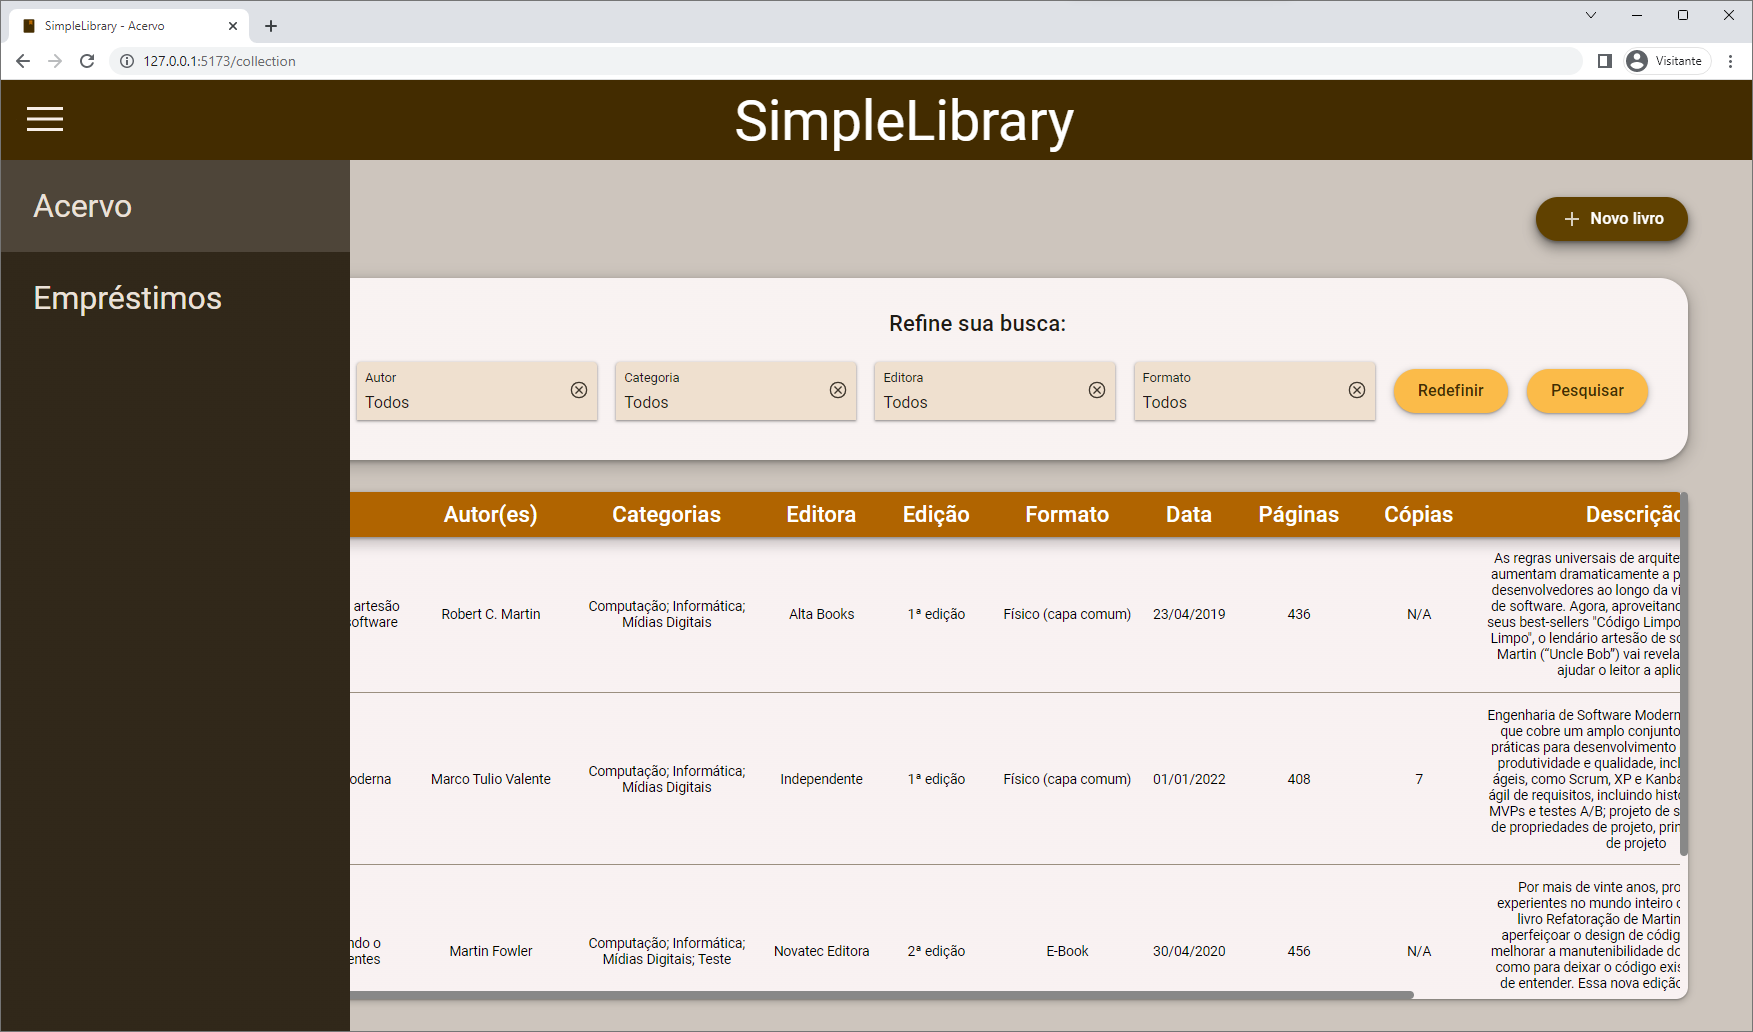 SimpleLibrary - Acervo
127.0.0.1:5173/collection
Visitante
SimpleLibrary
Acervo
Empréstimos
Novo livro
Refine sua busca:
Autor
Todos
Categoria
Todos
Editora
Todos
Formato
Todos
Redefinir
Pesquisar
Autor(es) Categorias Editora Edição Formato Data Páginas Cópias Descrição
artesão
software
Robert C. Martin
Computação; Informática;
Mídias Digitais
Alta Books
1ª edição
Físico (capa comum)
23/04/2019
436
N/A
As regras universais de arquite
aumentam dramaticamente a p
desenvolvedores ao longo da vi
de software. Agora, aproveitand
seus best-sellers "Código Limpo
Limpo", o lendário artesão de so
Martin (“Uncle Bob”) vai revela
ajudar o leitor a aplic
oderna
Marco Tulio Valente
Computação; Informática;
Mídias Digitais
Independente
1ª edição
Físico (capa comum)
01/01/2022
408
7
Engenharia de Software Modern
que cobre um amplo conjunto
práticas para desenvolvimento
produtividade e qualidade, incl
ágeis, como Scrum, XP e Kanba
ágil de requisitos, incluindo histó
MVPs e testes A/B; projeto de s
de propriedades de projeto, prin
de projeto
ndo o
entes
Martin Fowler
Computação; Informática;
Mídias Digitais; Teste
Novatec Editora
2ª edição
E-Book
30/04/2020
456
N/A
Por mais de vinte anos, pro
experientes no mundo inteiro c
livro Refatoração de Martin
aperfeiçoar o design de códig
melhorar a manutenibilidade do
como para deixar o código exis
de entender. Essa nova edição